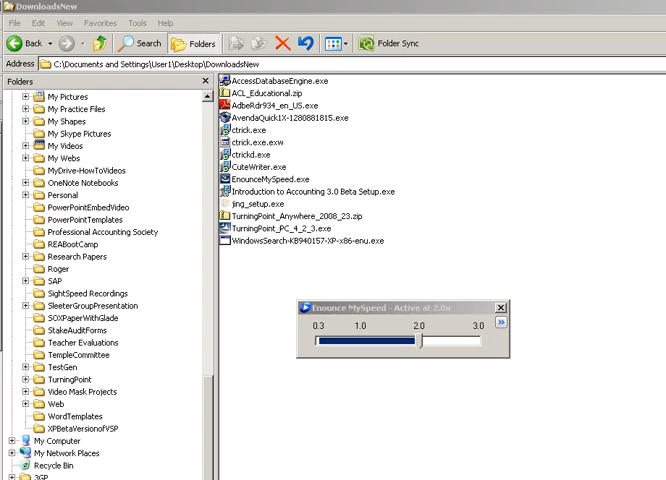 DownloadsNew
File Edit View Favorites Tools Help
Back Search Folders Folder Sync
Address C:\Documents and Settings\User1\Desktop\DownloadsNew
Folders
My Pictures
My Practice Files
My Shapes
My Skype Pictures
My Videos
My Webs
MyDrive-HowToVideos
OneNote Notebooks
Personal
PowerPointEmbedVideo
PowerPointTemplates
Professional Accounting Society
REABootCamp
Research Papers
Roger
SAP
SightSpeed Recordings
SleeterGroupPresentation
SOXPaperWithGlade
StakeAuditForms
Teacher Evaluations
TempleCommittee
TestGen
TurningPoint
Video Mask Projects
Web
WordTemplates
XPBetaVersionofVSP
My Computer
My Network Places
Recycle Bin
3GP
AccessDatabaseEngine.exe
ACL_Educational.zip
AdbeRdr934_en_US.exe
AvendaQuick1X-1280881815.exe
ctrick.exe
ctrick.exe.exw
ctrickd.exe
CuteWriter.exe
EnounceMySpeed.exe
Introduction to Accounting 3.0 Beta Setup.exe
jing_setup.exe
TurningPoint_Anywhere_2008_23.zip
TurningPoint_PC_4_2_3.exe
WindowsSearch-KB940157-XP-x86-enu.exe
Enounce MySpeed - Active at 2.0x
0.3 1.0 2.0 3.0